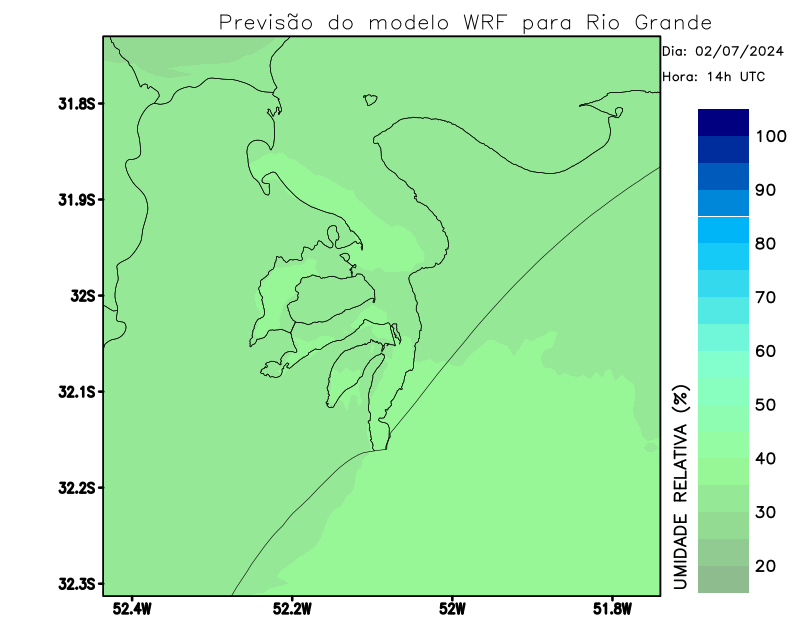 Previsão do modelo WRF para Rio Grande
Dia: 02/07/2024
Hora: 14h UTC
31.8S
31.9S
32S
32.1S
32.2S
32.3S
52.4W
52.2W
52W
51.8W
100
90
80
70
60
50
40
30
20
UMIDADE RELATIVA (%)